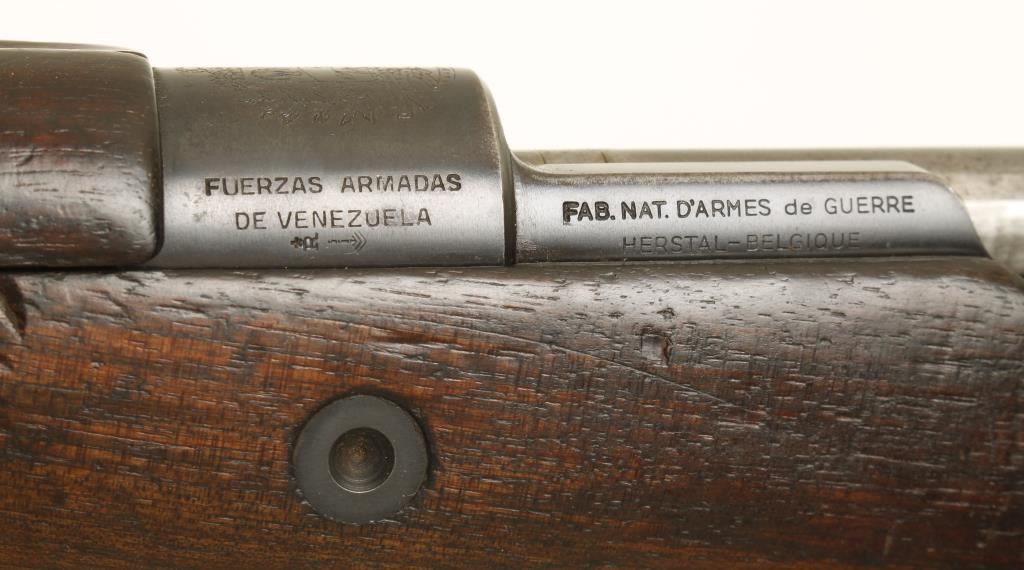 FUERZAS ARMADAS
DE VENEZUELA
R
FAB. NAT. D'ARMES de GUERRE
HERSTAL-BELGIQUE